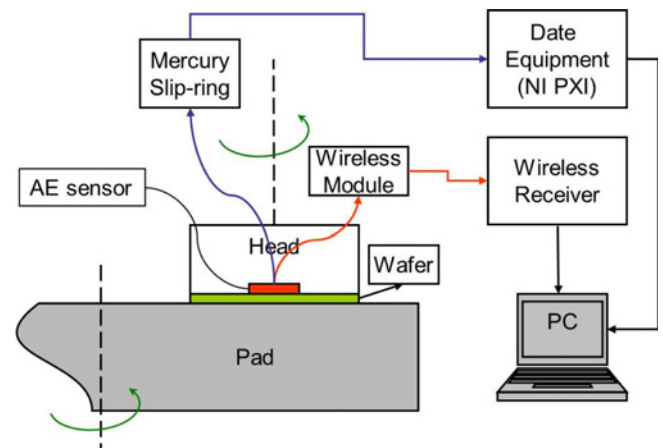 Mercury
Slip-ring
Date
Equipment
(NI PXI)
Wireless
Module
Wireless
Receiver
AE sensor
Head
Wafer
PC
Pad